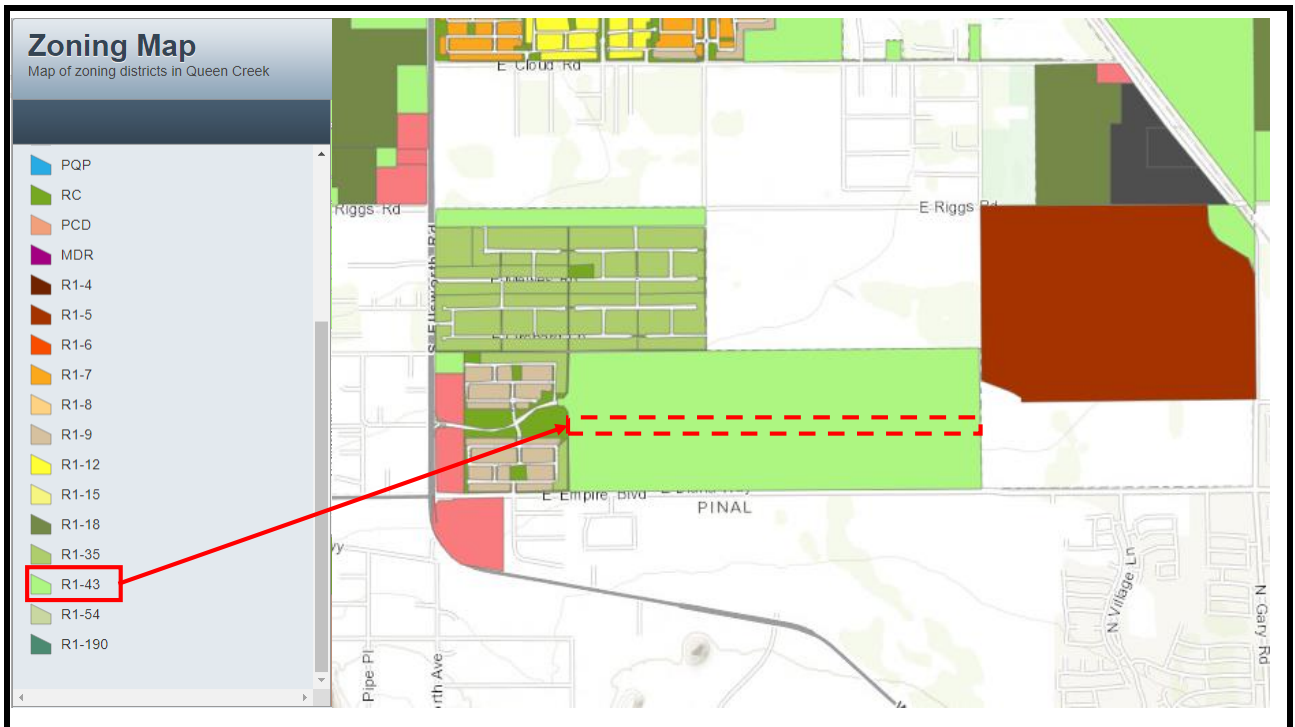 Zoning Map
Map of zoning districts in Queen Creek
PQP
RC
PCD
MDR
R1-4
R1-5
R1-6
R1-7
R1-8
R1-9
R1-12
R1-15
R1-18
R1-35
R1-43
R1-54
R1-190
E Cloud Rd
Riggs Rd
E Riggs Rd
S Ellsworth Rd
E Empire Blvd
PINAL
N Village Ln
N Gary Rd
Pipe Pl
rth Ave